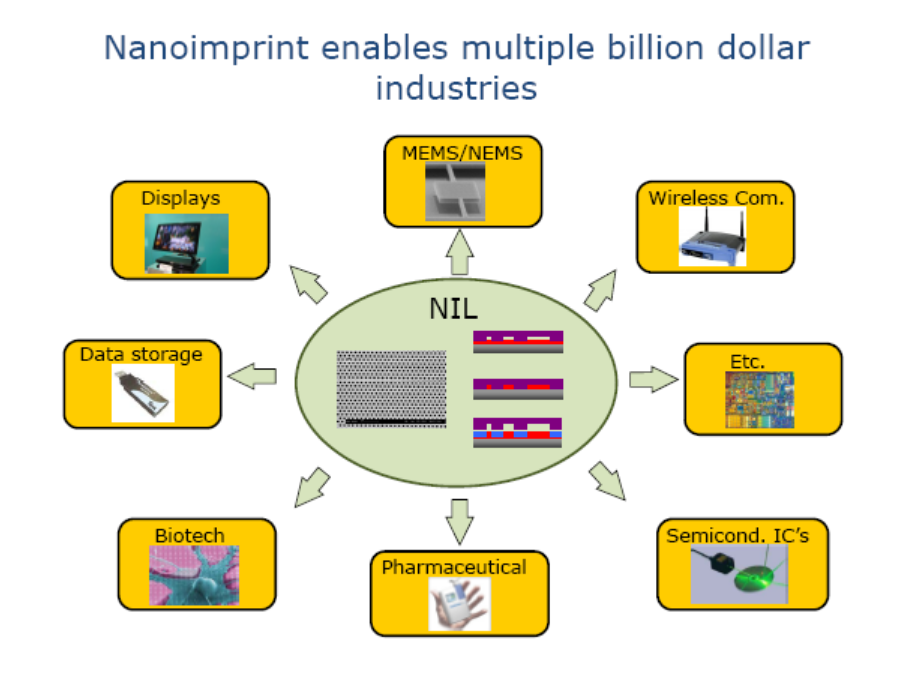 Nanoimprint enables multiple billion dollar
industries
MEMS/NEMS
Displays
Wireless Com.
NIL
Data storage
Etc.
Biotech
Semicond. IC's
Pharmaceutical